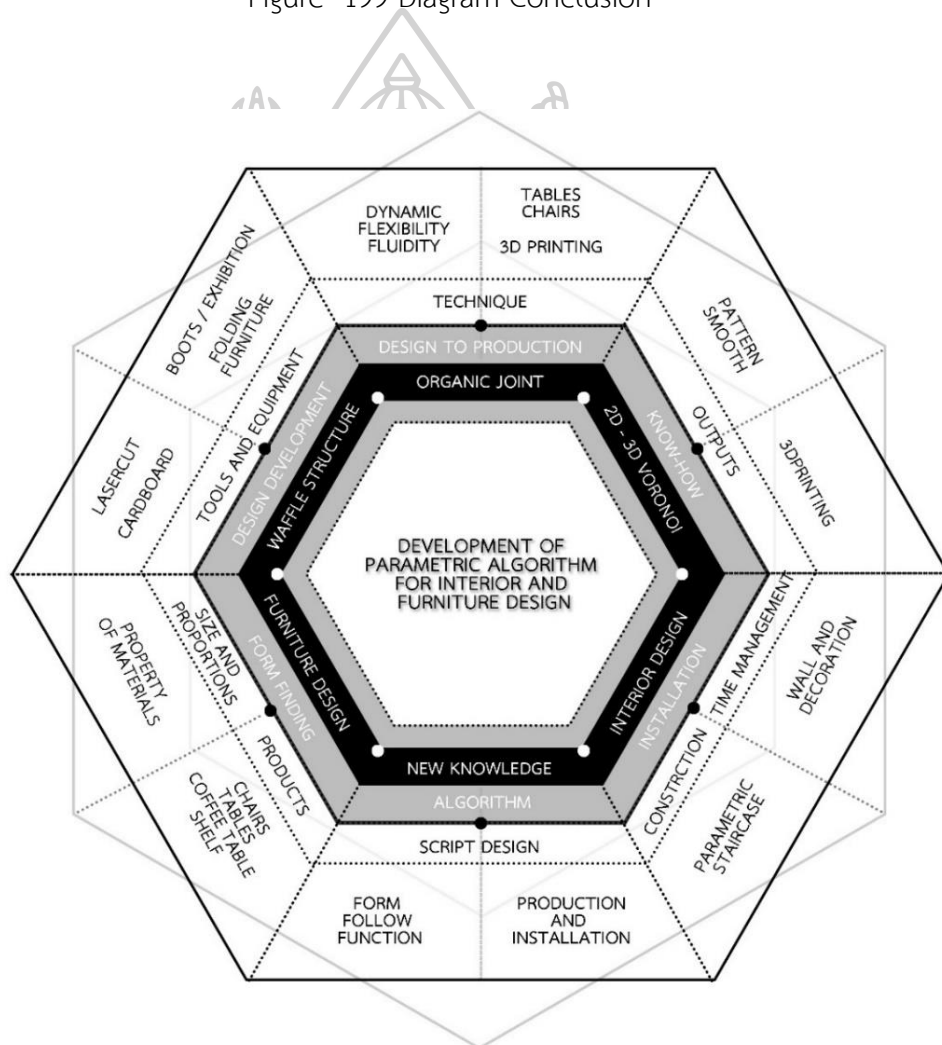 Figure 199 Diagram Conclusion
DYNAMIC
FLEXIBILITY
FLUIDITY
TABLES
CHAIRS
3D PRINTING
TECHNIQUE
DESIGN TO PRODUCTION
ORGANIC JOINT
BOOTS / EXHIBITION
FOLDING
FURNITURE
TOOLS AND EQUIPMENT
DESIGN DEVELOPMENT
WAFFLE STRUCTURE
LASERCUT
CARDBOARD
PATTERN
SMOOTH
OUTPUTS
KNOW-HOW
2D - 3D VORONOI
3DPRINTING
DEVELOPMENT OF
PARAMETRIC ALGORITHM
FOR INTERIOR AND
FURNITURE DESIGN
PROPERTY
OF MATERIALS
SIZE AND
PROPORTIONS
FORM FINDING
FURNITURE DESIGN
PRODUCTS
CHAIRS
TABLES
COFFEE TABLE
SHELF
INTERIOR DESIGN
INSTALLATION
TIME MANAGEMENT
CONSTRCTION
WALL AND
DECORATION
PARAMETRIC
STAIRCASE
NEW KNOWLEDGE
ALGORITHM
SCRIPT DESIGN
FORM
FOLLOW
FUNCTION
PRODUCTION
AND
INSTALLATION